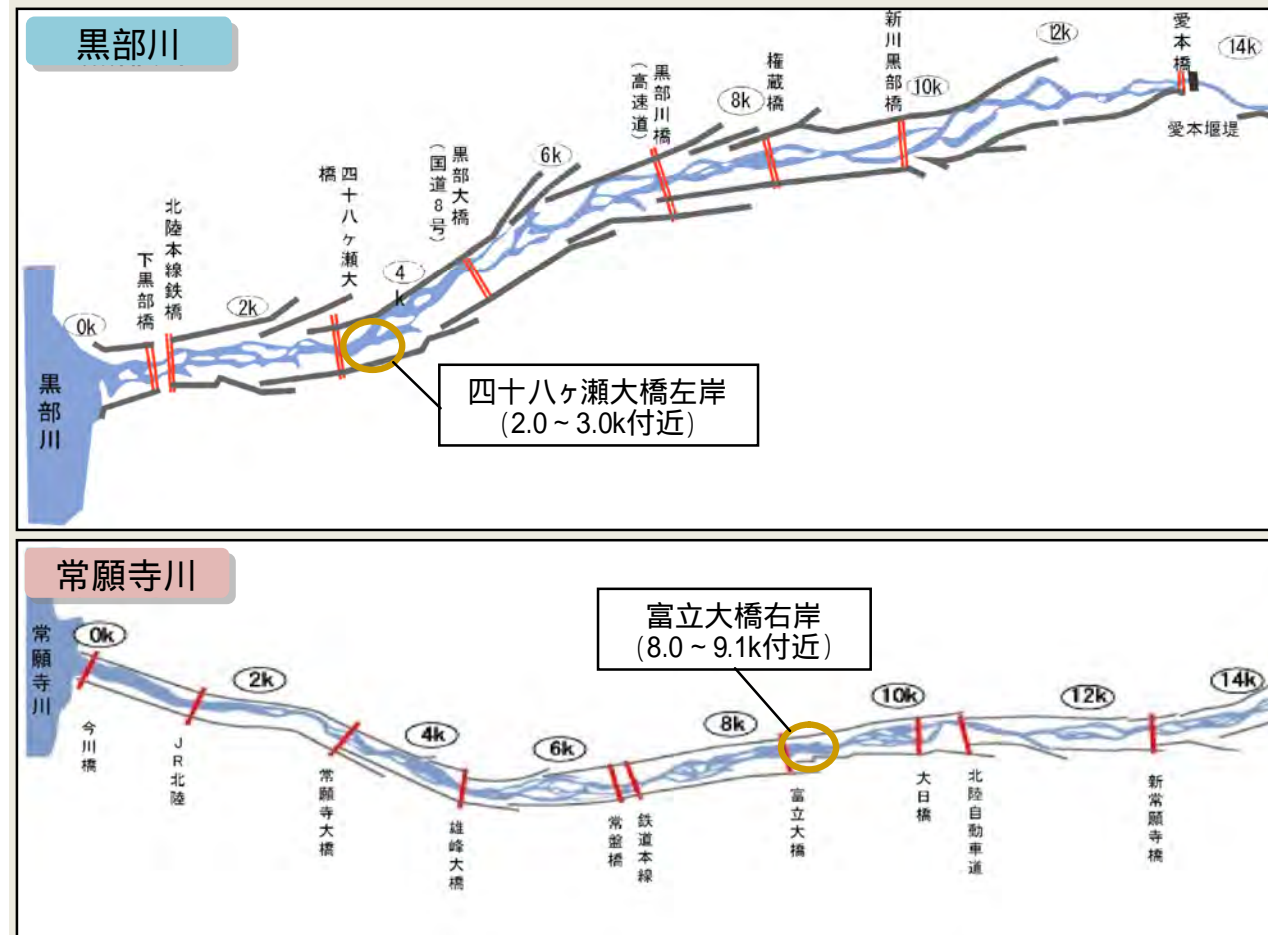 黒部川
0k
2k
4
k
6k
8k
10k
12k
14k
下黒部橋
北陸本線鉄橋
四十八ヶ瀬大
橋
黒部大橋
(国道8号)
黒部川橋
(高速道)
権蔵橋
新川黒部橋
愛本橋
愛本堰堤
黒部川
四十八ヶ瀬大橋左岸
(2.0~3.0k付近)
常願寺川
常願寺川
0k
2k
4k
6k
8k
10k
12k
14k
富立大橋右岸
(8.0~9.1k付近)
今川橋
JR北陸
常願寺大橋
雄峰大橋
常盤橋
鉄道本線
富立大橋
大日橋
北陸自動車道
新常願寺橋